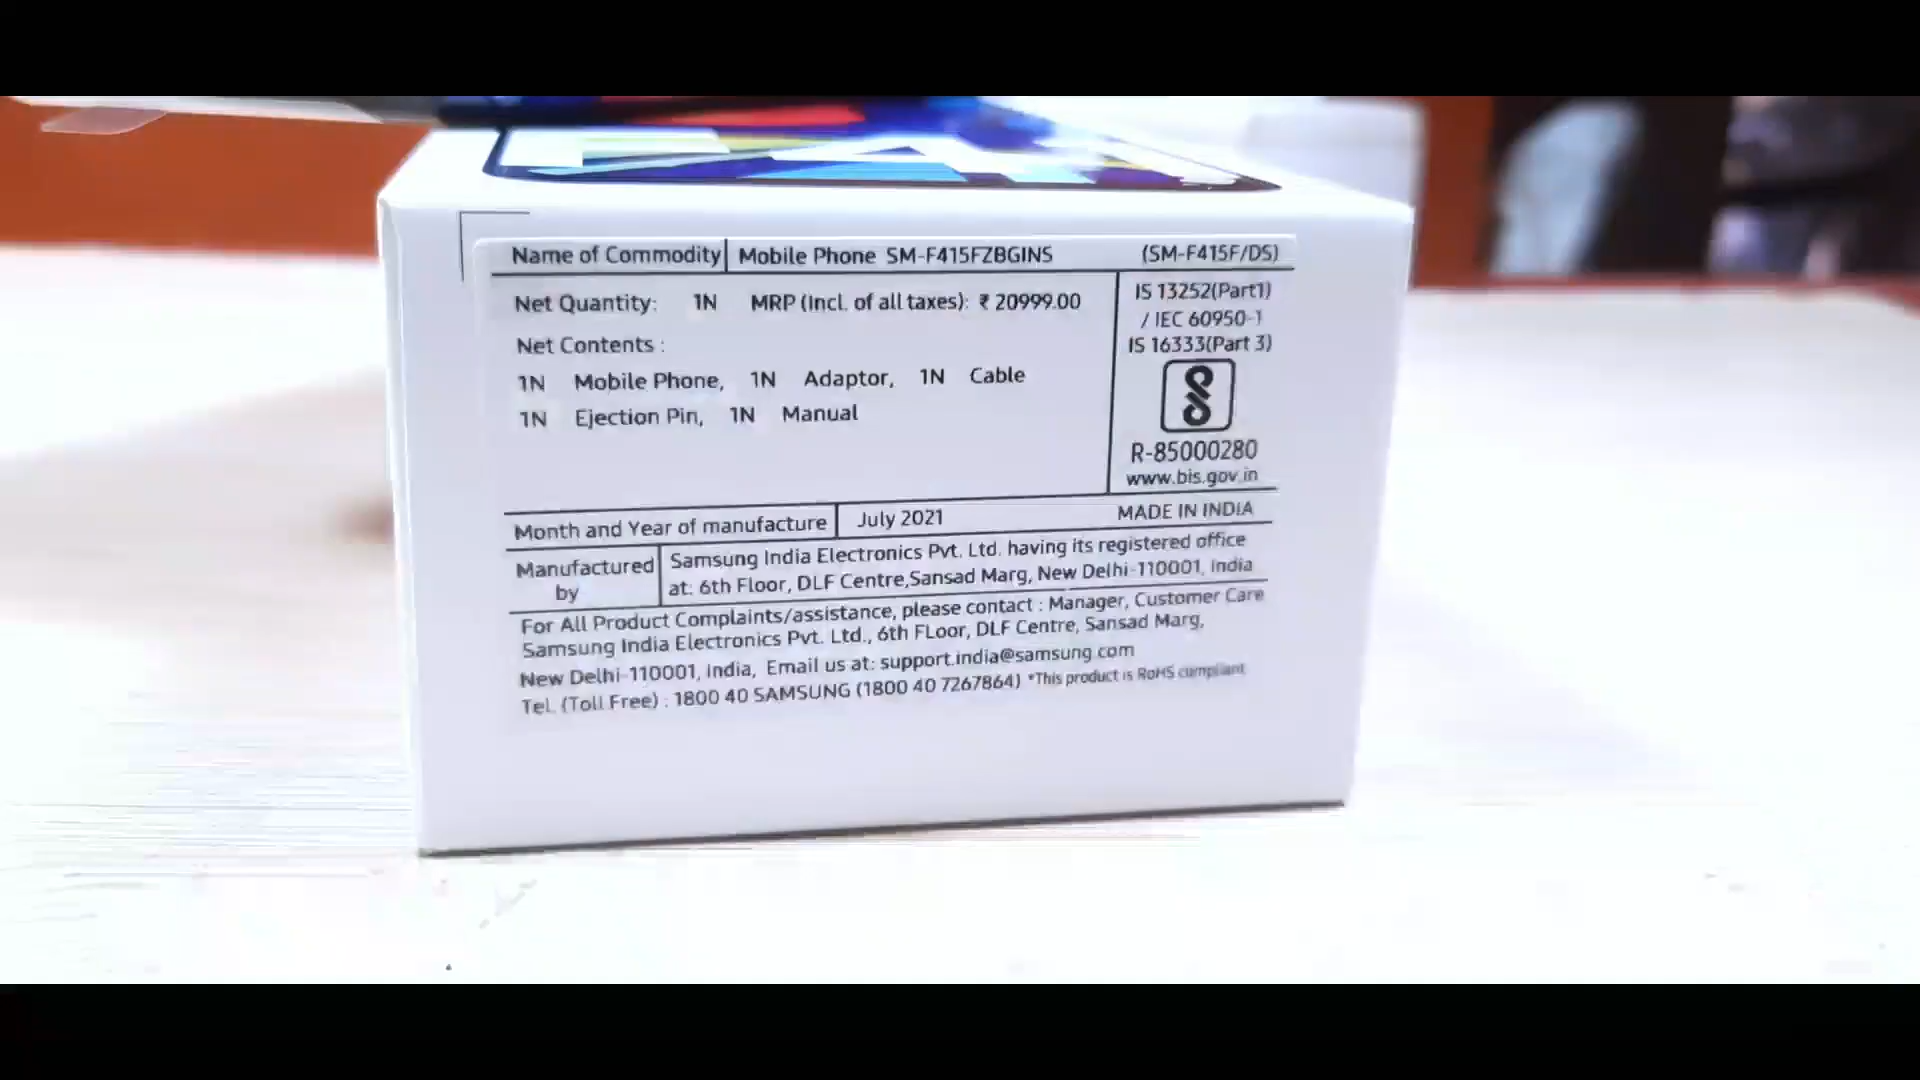 Name of Commodity Mobile Phone SM-F415FZBGINS (SM-F415F/DS)
Net Quantity: 1N MRP (Incl. of all taxes): ₹ 20999.00
Net Contents :
1N Mobile Phone, 1N Adaptor, 1N Cable
1N Ejection Pin, 1N Manual
IS 13252(Part1)
/ IEC 60950-1
IS 16333(Part 3)
R-85000280
www.bis.gov.in
Month and Year of manufacture July 2021 MADE IN INDIA
Manufactured by
Samsung India Electronics Pvt. Ltd. having its registered office
at: 6th Floor, DLF Centre,Sansad Marg, New Delhi-110001, India
For All Product Complaints/assistance, please contact : Manager, Customer Care
Samsung India Electronics Pvt. Ltd., 6th FLoor, DLF Centre, Sansad Marg,
New Delhi-110001, India, Email us at: support.india@samsung.com
Tel. (Toll Free) : 1800 40 SAMSUNG (1800 40 7267864) *This product is RoHS compliant